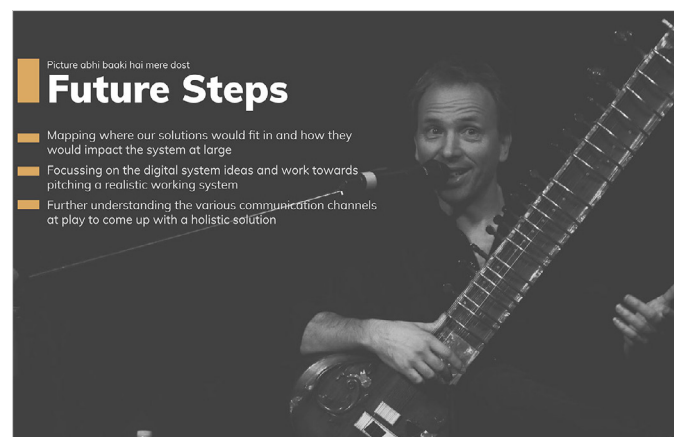 Picture abhi baaki hai mere dost
Future Steps
Mapping where our solutions would fit in and how they
would impact the system at large
Focussing on the digital system ideas and work towards
pitching a realistic working system
Further understanding the various communication channels
at play to come up with a holistic solution